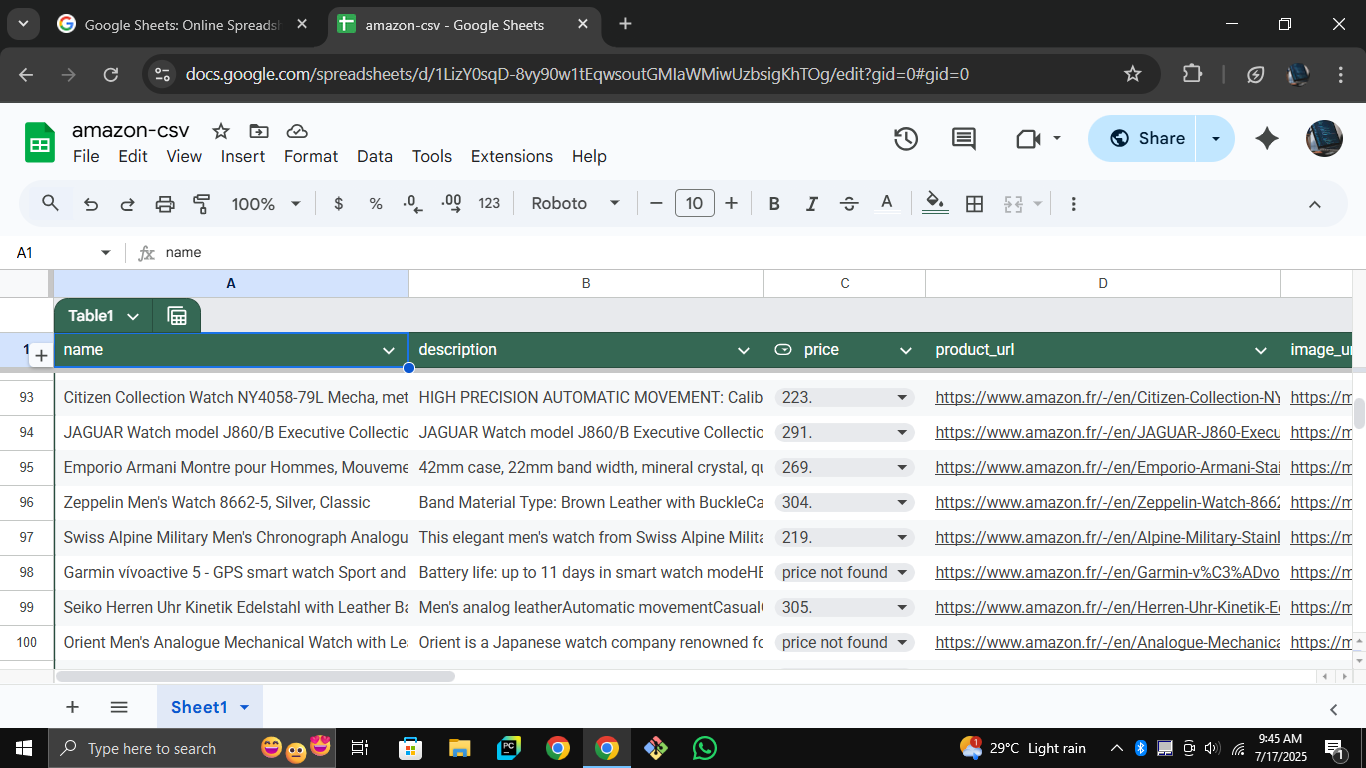 Google Sheets: Online Spreadsh
amazon-csv - Google Sheets
docs.google.com/spreadsheets/d/1LizY0sqD-8vy90w1tEqwsoutGMIaWMiwUzbsigKhTOg/edit?gid=0#gid=0
amazon-csv
File Edit View Insert Format Data Tools Extensions Help
Share
100% $ % .0 .00 123 Roboto 10 B I A
A1 fx name
A B C D
Table1
1 name description price product_url image_ur
93 Citizen Collection Watch NY4058-79L Mecha, met HIGH PRECISION AUTOMATIC MOVEMENT: Calib 223. https://www.amazon.fr/-/en/Citizen-Collection-NY https://m
94 JAGUAR Watch model J860/B Executive Collectio JAGUAR Watch model J860/B Executive Collectio 291. https://www.amazon.fr/-/en/JAGUAR-J860-Execu https://m
95 Emporio Armani Montre pour Hommes, Mouveme 42mm case, 22mm band width, mineral crystal, qu 269. https://www.amazon.fr/-/en/Emporio-Armani-Stai https://m
96 Zeppelin Men's Watch 8662-5, Silver, Classic Band Material Type: Brown Leather with BuckleCa 304. https://www.amazon.fr/-/en/Zeppelin-Watch-8662 https://m
97 Swiss Alpine Military Men's Chronograph Analogu This elegant men's watch from Swiss Alpine Milita 219. https://www.amazon.fr/-/en/Alpine-Military-Stainl https://m
98 Garmin vívoactive 5 - GPS smart watch Sport and Battery life: up to 11 days in smart watch modeHE price not found https://www.amazon.fr/-/en/Garmin-v%C3%ADvo https://m
99 Seiko Herren Uhr Kinetik Edelstahl with Leather Ba Men's analog leatherAutomatic movementCasual 305. https://www.amazon.fr/-/en/Herren-Uhr-Kinetik-E https://m
100 Orient Men's Analogue Mechanical Watch with Le Orient is a Japanese watch company renowned fo price not found https://www.amazon.fr/-/en/Analogue-Mechanica https://m
Sheet1
Type here to search
PC
1
29°C Light rain
9:45 AM
7/17/2025
1